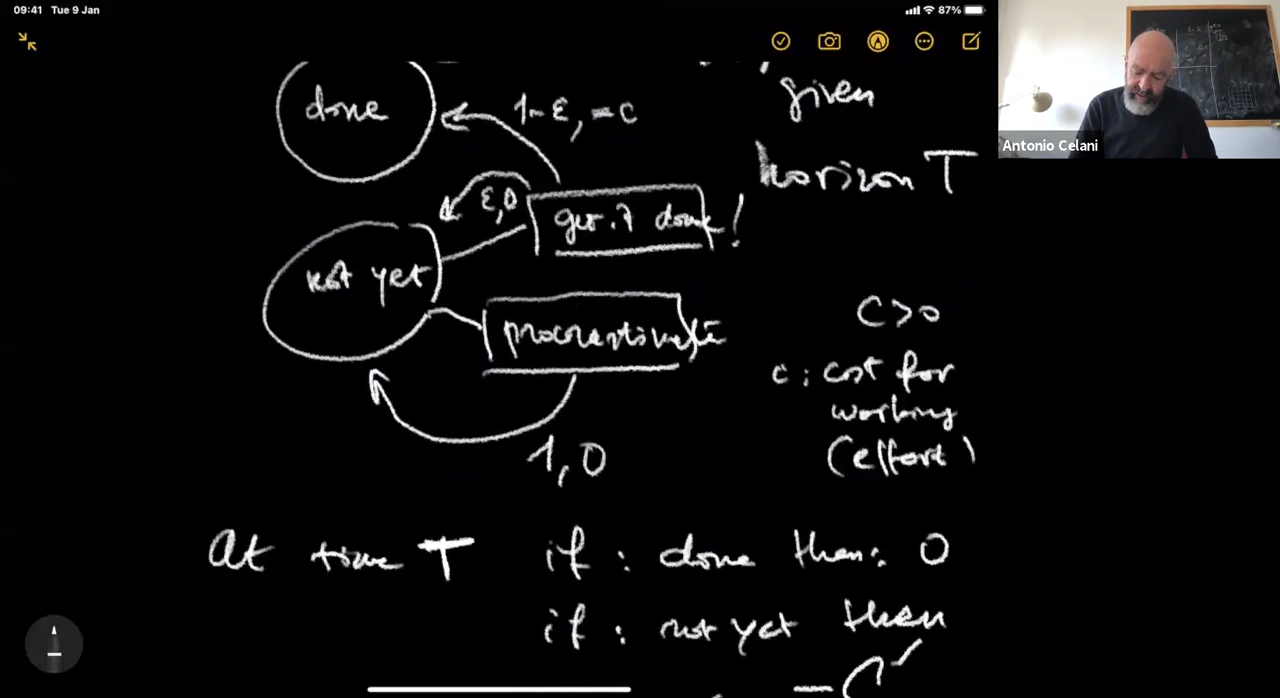 09:41 Tue 9 Jan
87%
Antonio Celani
given
horizon T
done
1-ε, -c
ε, 0
get it done!
not yet
procrastinate
1, 0
c>0
c: cost for
working
(effort)
At time T if: done then: 0
if: not yet then
-C'